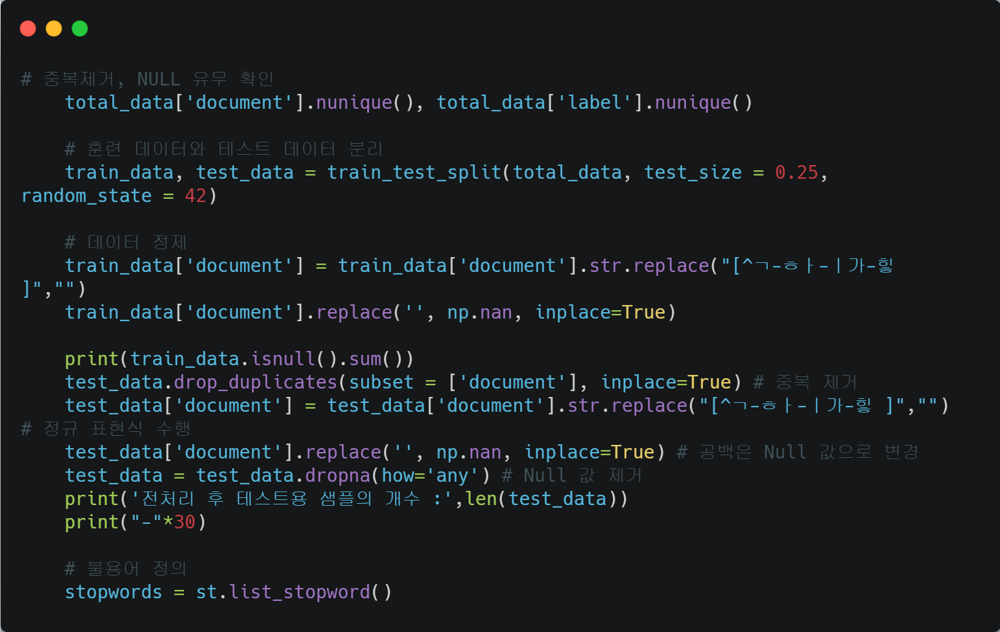 # 중복제거, NULL 유무 확인
    total_data['document'].nunique(), total_data['label'].nunique()

    # 훈련 데이터와 테스트 데이터 분리
    train_data, test_data = train_test_split(total_data, test_size = 0.25,
random_state = 42)

    # 데이터 정제
    train_data['document'] = train_data['document'].str.replace("[^ㄱ-ㅎㅏ-ㅣ가-힣
]","")
    train_data['document'].replace('', np.nan, inplace=True)

    print(train_data.isnull().sum())
    test_data.drop_duplicates(subset = ['document'], inplace=True) # 중복 제거
    test_data['document'] = test_data['document'].str.replace("[^ㄱ-ㅎㅏ-ㅣ가-힣 ]","")
# 정규 표현식 수행
    test_data['document'].replace('', np.nan, inplace=True) # 공백은 Null 값으로 변경
    test_data = test_data.dropna(how='any') # Null 값 제거
    print('전처리 후 테스트용 샘플의 개수 :',len(test_data))
    print("-"*30)

    # 불용어 정의
    stopwords = st.list_stopword()